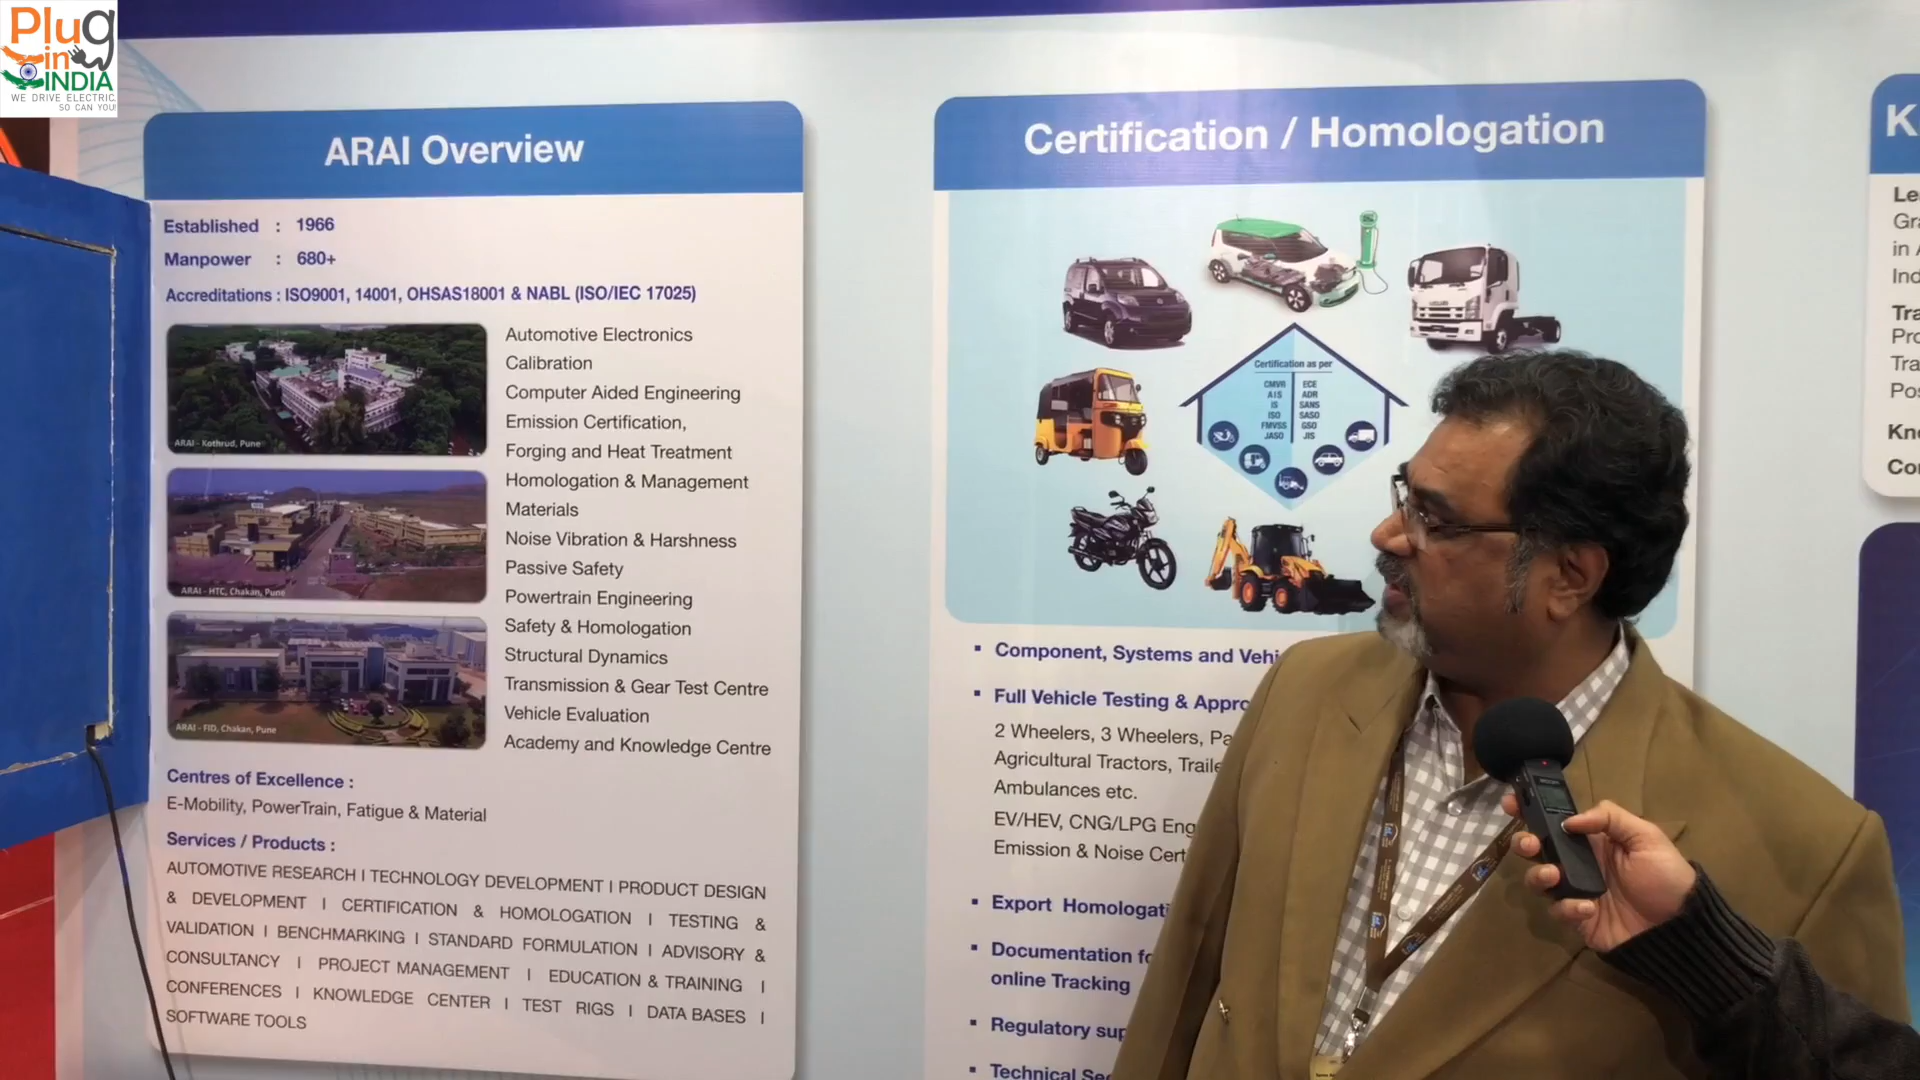 Plug
in
INDIA
WE DRIVE ELECTRIC
SO CAN YOU!
ARAI Overview
Established : 1966
Manpower : 680+
Accreditations : ISO9001, 14001, OHSAS18001 & NABL (ISO/IEC 17025)
ARAI - Kothrud, Pune
ARAI - HTC, Chakan, Pune
ARAI - FID, Chakan, Pune
Automotive Electronics
Calibration
Computer Aided Engineering
Emission Certification,
Forging and Heat Treatment
Homologation & Management
Materials
Noise Vibration & Harshness
Passive Safety
Powertrain Engineering
Safety & Homologation
Structural Dynamics
Transmission & Gear Test Centre
Vehicle Evaluation
Academy and Knowledge Centre
Centres of Excellence :
E-Mobility, PowerTrain, Fatigue & Material
Services / Products :
AUTOMOTIVE RESEARCH I TECHNOLOGY DEVELOPMENT I PRODUCT DESIGN
& DEVELOPMENT I CERTIFICATION & HOMOLOGATION I TESTING &
VALIDATION I BENCHMARKING I STANDARD FORMULATION I ADVISORY &
CONSULTANCY I PROJECT MANAGEMENT I EDUCATION & TRAINING I
CONFERENCES I KNOWLEDGE CENTER I TEST RIGS I DATA BASES I
SOFTWARE TOOLS
Certification / Homologation
Certification as per
CMVR ECE
AIS ADR
IS SANS
ISO SASO
FMVSS GSO
JASO JIS
▪ Component, Systems and Vehi
▪ Full Vehicle Testing & Appro
2 Wheelers, 3 Wheelers, Pa
Agricultural Tractors, Traile
Ambulances etc.
EV/HEV, CNG/LPG Eng
Emission & Noise Cert
▪ Export Homologati
▪ Documentation fo
online Tracking
▪ Regulatory sup
▪ Technical Se
K
Le
Gra
in A
Ind
Tra
Pro
Tra
Pos
Kno
Co